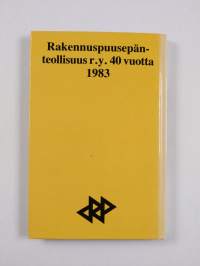 Rakennuspuusepän-
teollisuus r.y. 40 vuotta
1983